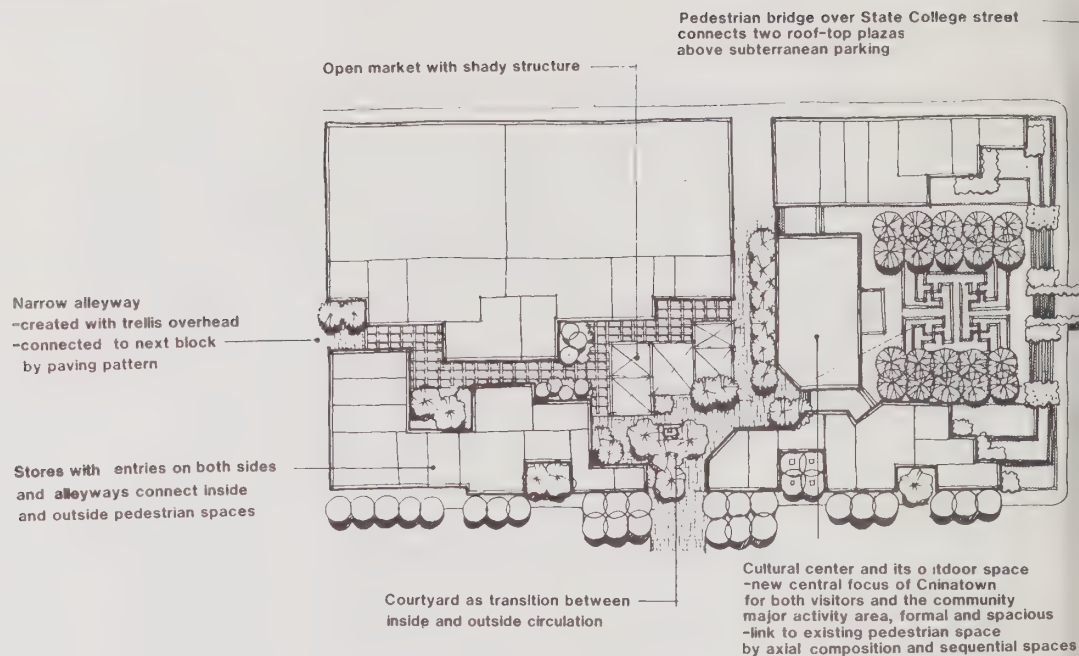 Pedestrian bridge over State College street
connects two roof-top plazas
above subterranean parking
Open market with shady structure
Narrow alleyway
-created with trellis overhead
-connected to next block
by paving pattern
Stores with entries on both sides
and alleyways connect inside
and outside pedestrian spaces
Courtyard as transition between
inside and outside circulation
Cultural center and its o itdoor space
-new central focus of Cninatown
for both visitors and the community
major activity area, formal and spacious
-link to existing pedestrian space
by axial composition and sequential spaces